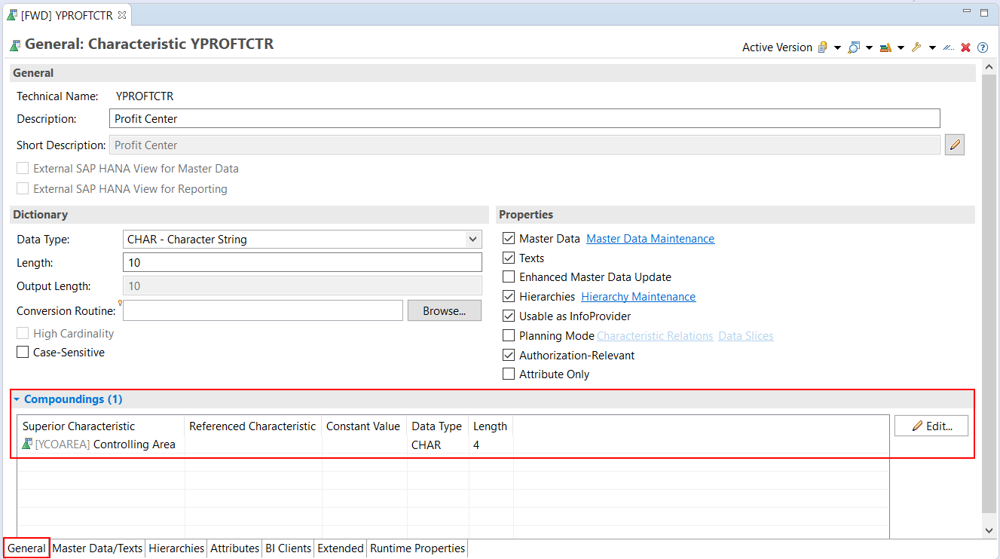 [FWD] YPROFTCTR
General: Characteristic YPROFTCTR
Active Version
General
Technical Name: YPROFTCTR
Description: Profit Center
Short Description: Profit Center
External SAP HANA View for Master Data
External SAP HANA View for Reporting
Dictionary
Data Type: CHAR - Character String
Length: 10
Output Length: 10
Conversion Routine: Browse...
High Cardinality
Case-Sensitive
Properties
Master Data Master Data Maintenance
Texts
Enhanced Master Data Update
Hierarchies Hierarchy Maintenance
Usable as InfoProvider
Planning Mode Characteristic Relations Data Slices
Authorization-Relevant
Attribute Only
Compoundings (1)
Superior Characteristic Referenced Characteristic Constant Value Data Type Length Edit...
[YCOAREA] Controlling Area CHAR 4
General Master Data/Texts Hierarchies Attributes BI Clients Extended Runtime Properties